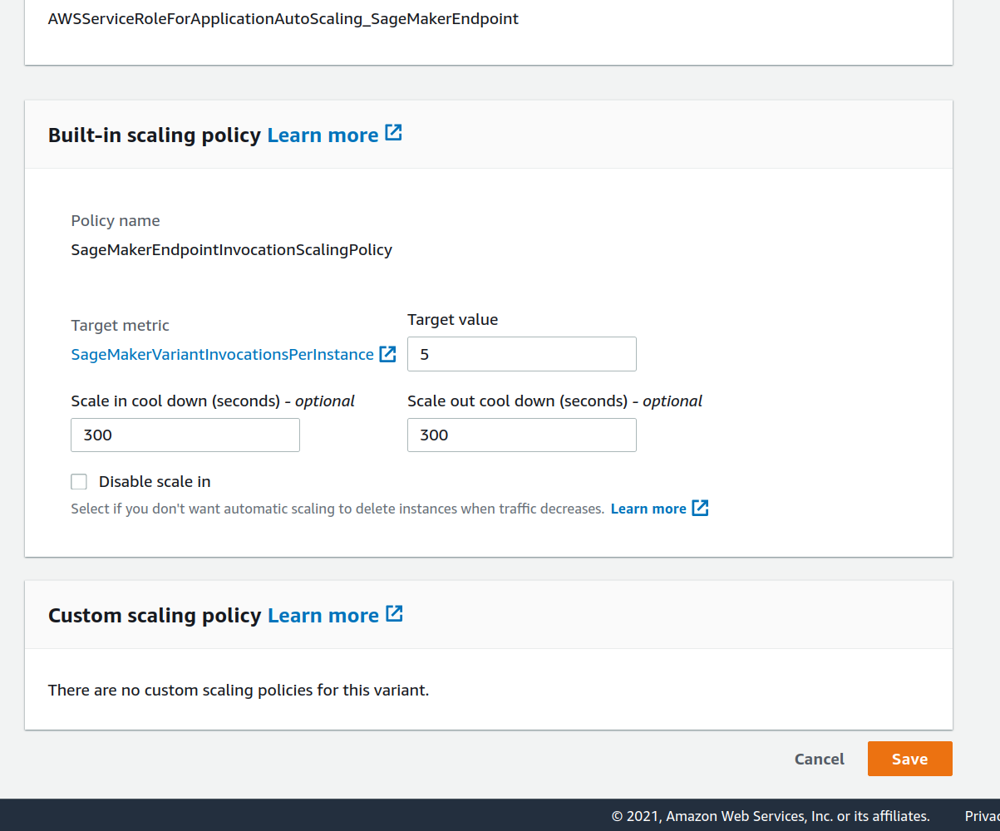 AWSServiceRoleForApplicationAutoScaling_SageMakerEndpoint
Built-in scaling policy Learn more
Policy name
SageMakerEndpointInvocationScalingPolicy
Target metric
Target value
SageMakerVariantInvocationsPerInstance
5
Scale in cool down (seconds) - optional
Scale out cool down (seconds) - optional
300
300
Disable scale in
Select if you don't want automatic scaling to delete instances when traffic decreases. Learn more
Custom scaling policy Learn more
There are no custom scaling policies for this variant.
Cancel
Save
© 2021, Amazon Web Services, Inc. or its affiliates.